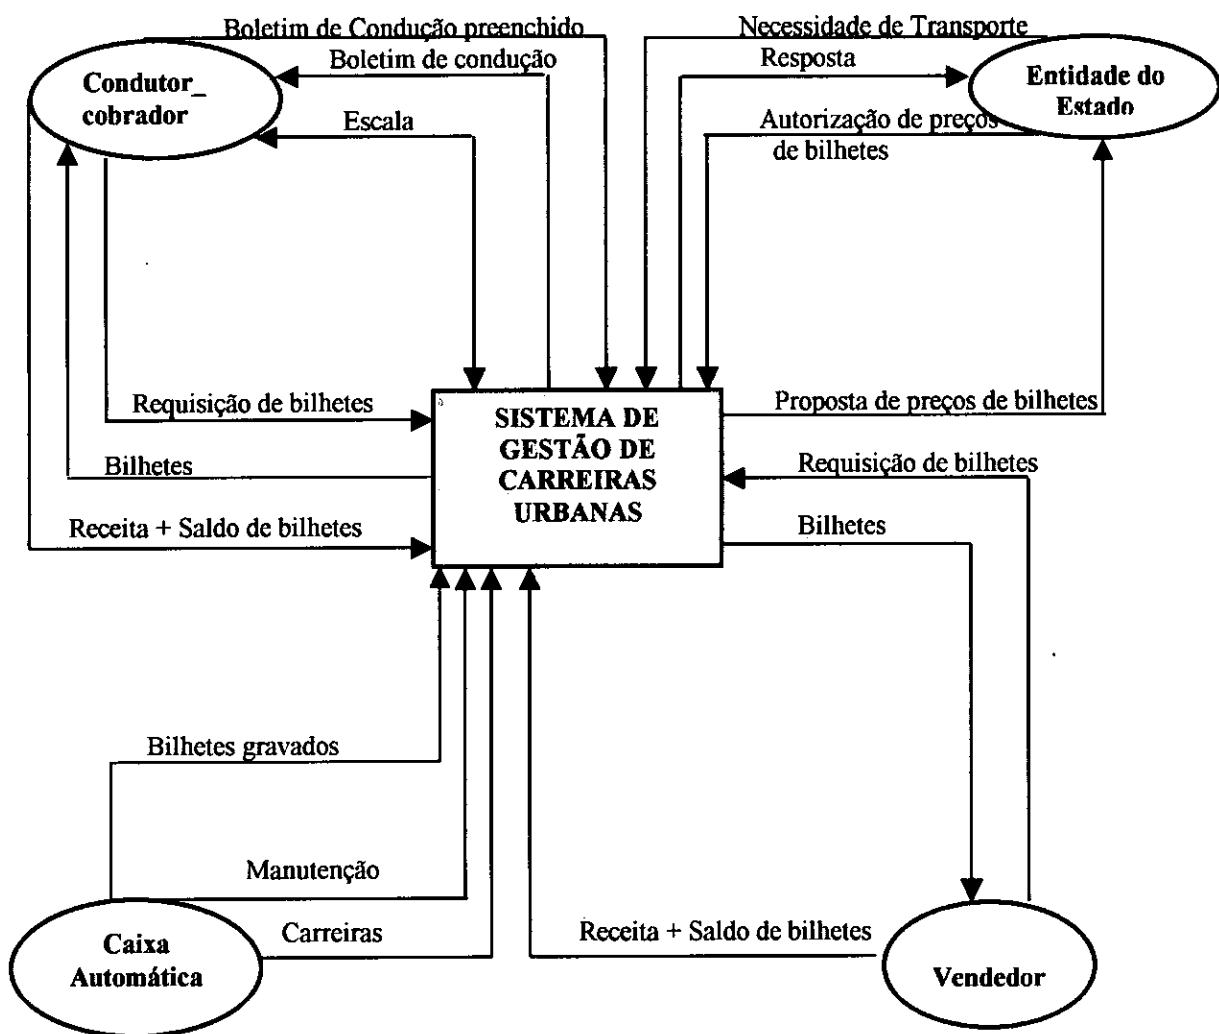 Boletim de Condução preenchido
Necessidade de Transporte
Boletim de condução
Resposta
Condutor_
cobrador
Entidade do
Estado
Escala
Autorização de preços
de bilhetes
Requisição de bilhetes
Proposta de preços de bilhetes
SISTEMA DE
GESTÃO DE
CARREIRAS
URBANAS
Bilhetes
Requisição de bilhetes
Receita + Saldo de bilhetes
Bilhetes
Bilhetes gravados
Manutenção
Carreiras
Receita + Saldo de bilhetes
Caixa
Automática
Vendedor